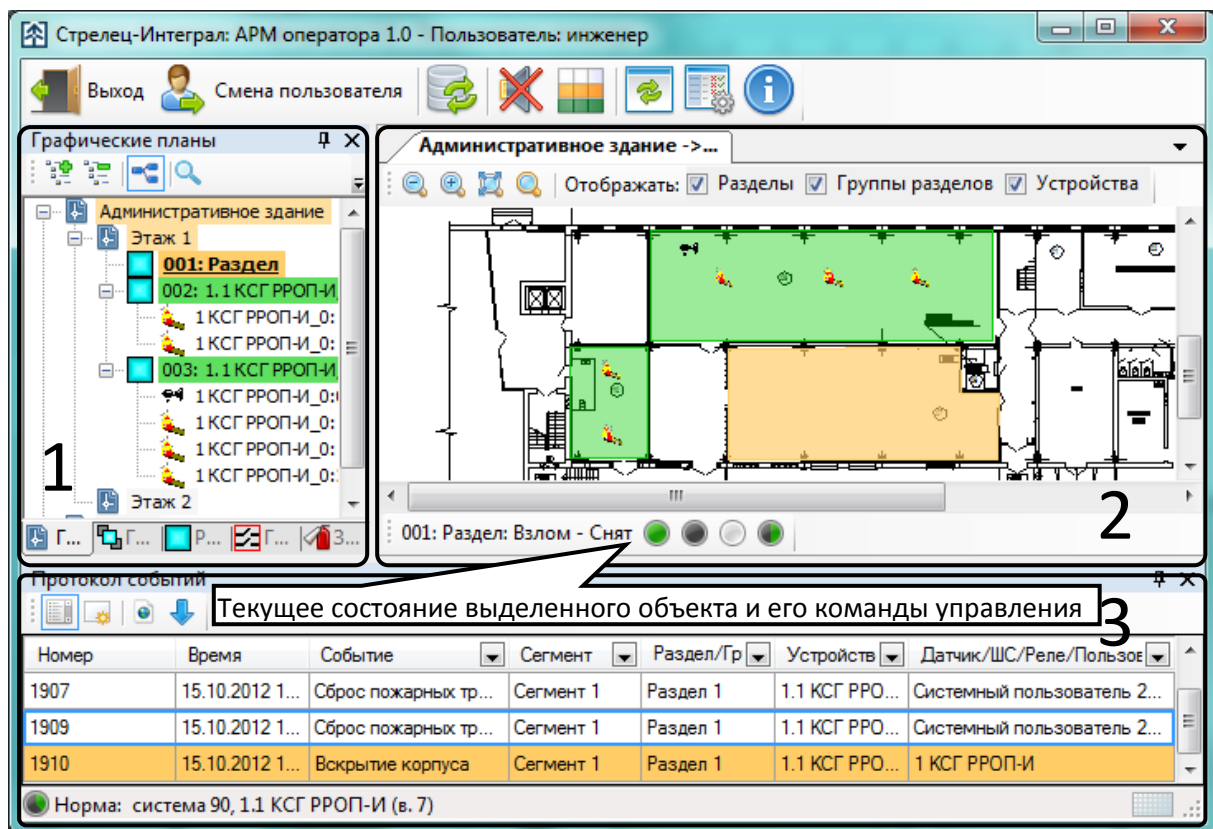 Стрелец-Интеграл: АРМ оператора 1.0 - Пользователь: инженер
Выход Смена пользователя
Графические планы
Административное здание
Этаж 1
001: Раздел
002: 1.1 КСГ РРОП-И
1 КСГ РРОП-И_0:
1 КСГ РРОП-И_0:
003: 1.1 КСГ РРОП-И
1 КСГ РРОП-И_0:
1 КСГ РРОП-И_0:
1 КСГ РРОП-И_0:
1 КСГ РРОП-И_0:
Этаж 2
1
Г... Г... Р... Г... З...
Административное здание ->...
Отображать: Разделы Группы разделов Устройства
2
001: Раздел: Взлом - Снят
Протокол событий
Текущее состояние выделенного объекта и его команды управления
3
Номер Время Событие Сегмент Раздел/Гр Устройств Датчик/ШС/Реле/Пользов
1907 15.10.2012 1... Сброс пожарных тр... Сегмент 1 Раздел 1 1.1 КСГ РРО... Системный пользователь 2...
1909 15.10.2012 1... Сброс пожарных тр... Сегмент 1 Раздел 1 1.1 КСГ РРО... Системный пользователь 2...
1910 15.10.2012 1... Вскрытие корпуса Сегмент 1 Раздел 1 1.1 КСГ РРО... 1 КСГ РРОП-И
Норма: система 90, 1.1 КСГ РРОП-И (в. 7)